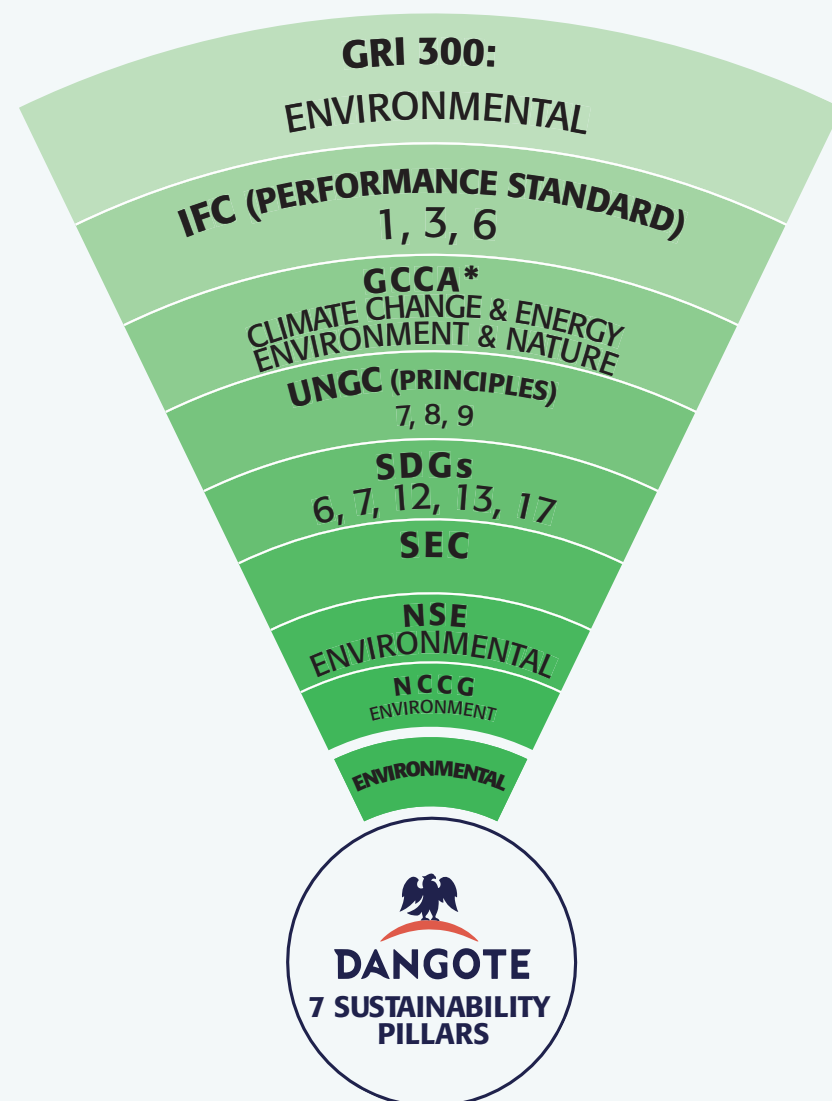 GRI 300:
ENVIRONMENTAL
IFC (PERFORMANCE STANDARD)
1, 3, 6
GCCA*
CLIMATE CHANGE & ENERGY
ENVIRONMENT & NATURE
UNGC (PRINCIPLES)
7, 8, 9
SDGs
6, 7, 12, 13, 17
SEC
NSE
ENVIRONMENTAL
NCCG
ENVIRONMENT
ENVIRONMENTAL
DANGOTE
7 SUSTAINABILITY
PILLARS